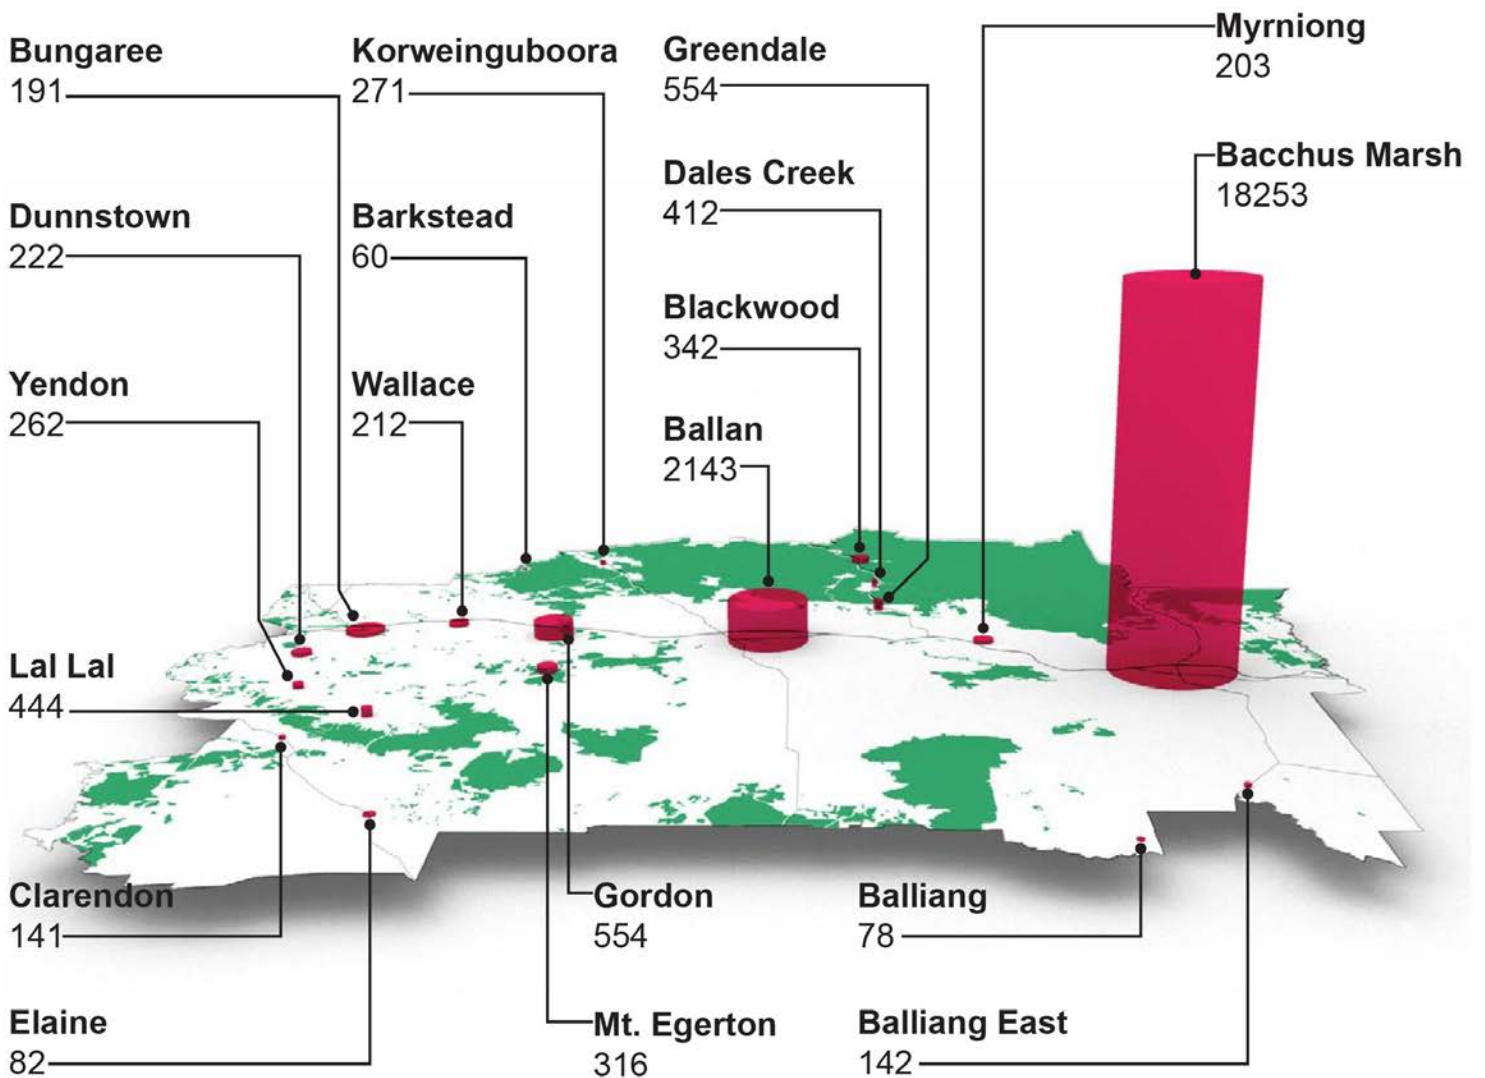 Bungaree
191
Korweinguboora
271
Greendale
554
Myrniong
203
Dunnstown
222
Barkstead
60
Dales Creek
412
Bacchus Marsh
18253
Yendon
262
Wallace
212
Blackwood
342
Ballan
2143
Lal Lal
444
Clarendon
141
Gordon
554
Balliang
78
Elaine
82
Mt. Egerton
316
Balliang East
142